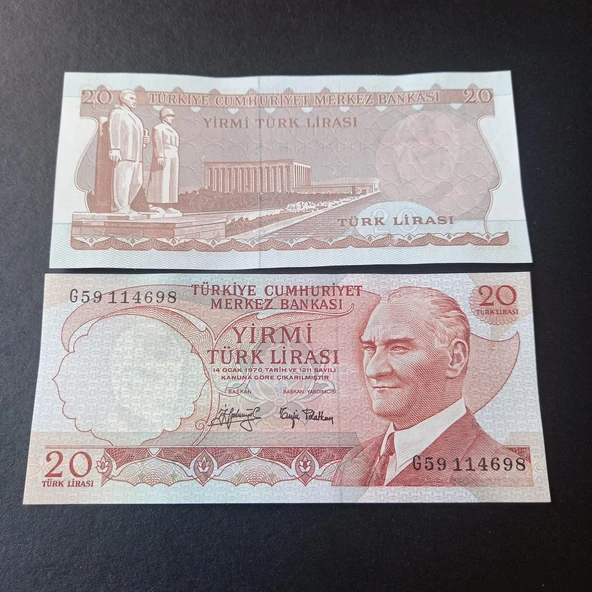 20 TÜRKİYE CUMHURİYET MERKEZ BANKASI 20
YİRMİ TÜRK LİRASI
TÜRK LİRASI
G59 114698
TÜRKİYE CUMHURİYET
MERKEZ BANKASI
20
TÜRK LİRASI
YİRMİ
TÜRK LİRASI
14 OCAK 1970 TARİH VE 1211 SAYILI
KANUNA GÖRE ÇIKARILMIŞTIR
BAŞKAN BAŞKAN YARDIMCISI
G59 114698
20
TÜRK LİRASI